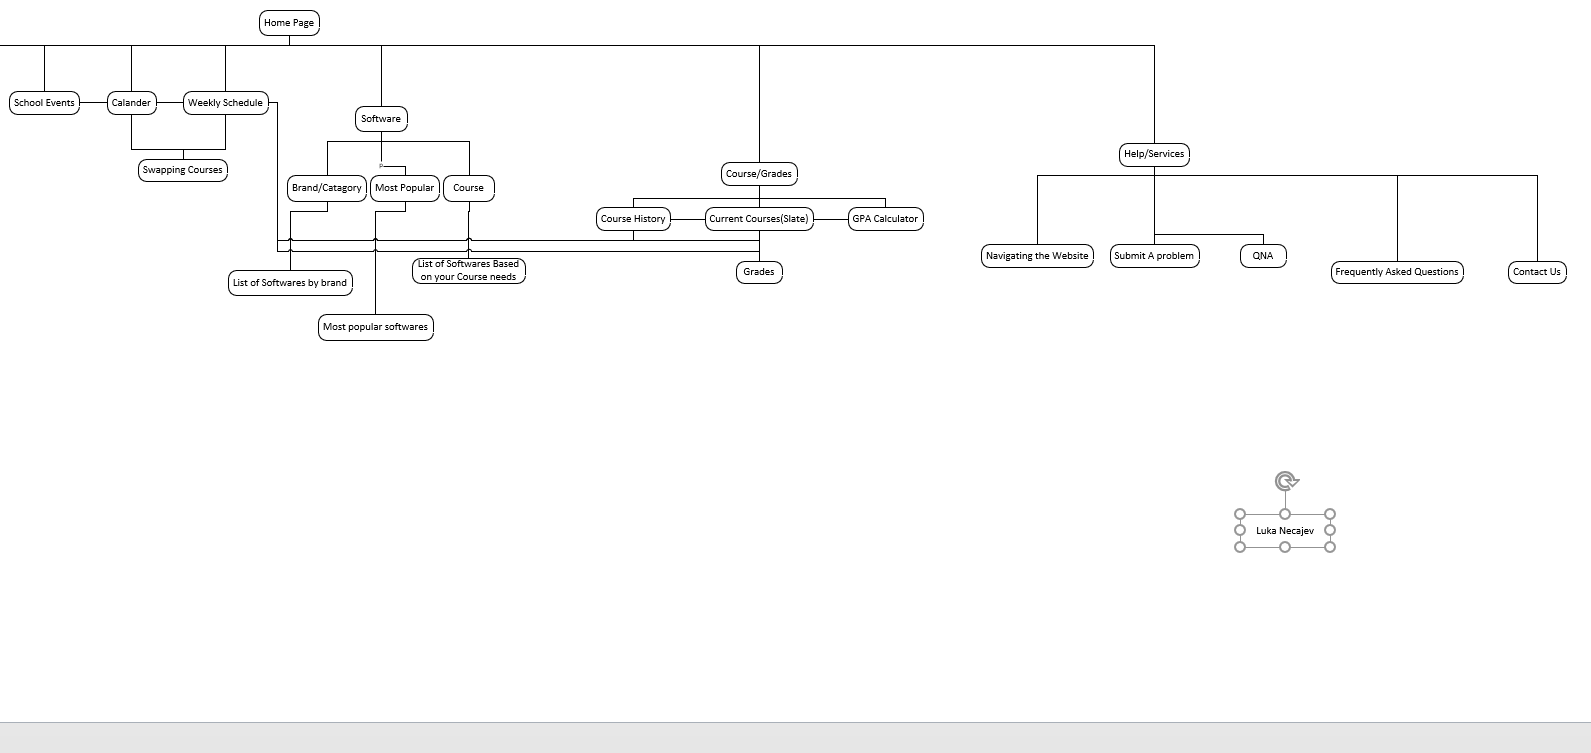 Home Page
School Events
Calander
Weekly Schedule
Software
Swapping Courses
Help/Services
Brand/Catagory
Most Popular
Course
Course/Grades
Course History
Current Courses(Slate)
GPA Calculator
Navigating the Website
Submit A problem
QNA
List of Softwares by brand
List of Softwares Based
on your Course needs
Grades
Frequently Asked Questions
Contact Us
Most popular softwares
Luka Necajev